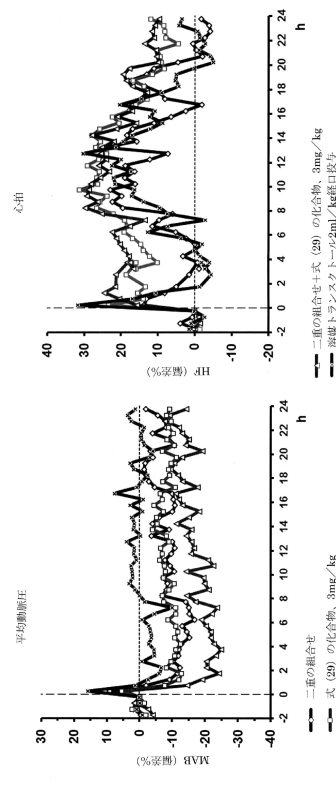 平均動脈圧
MAB (偏差%)
30
20
10
0
-10
-20
-30
-2 0 2 4 6 8 10 12 14 16 18 20 22 24
h
二重の組合せ
式 (29) の化合物、3mg/kg
心拍
HF (偏差%)
40
30
20
10
0
-10
-20
-2 0 2 4 6 8 10 12 14 16 18 20 22 24
h
二重の組合せ+式 (29) の化合物、3mg/kg
溶媒トランスクトール2ml/kg経口投与